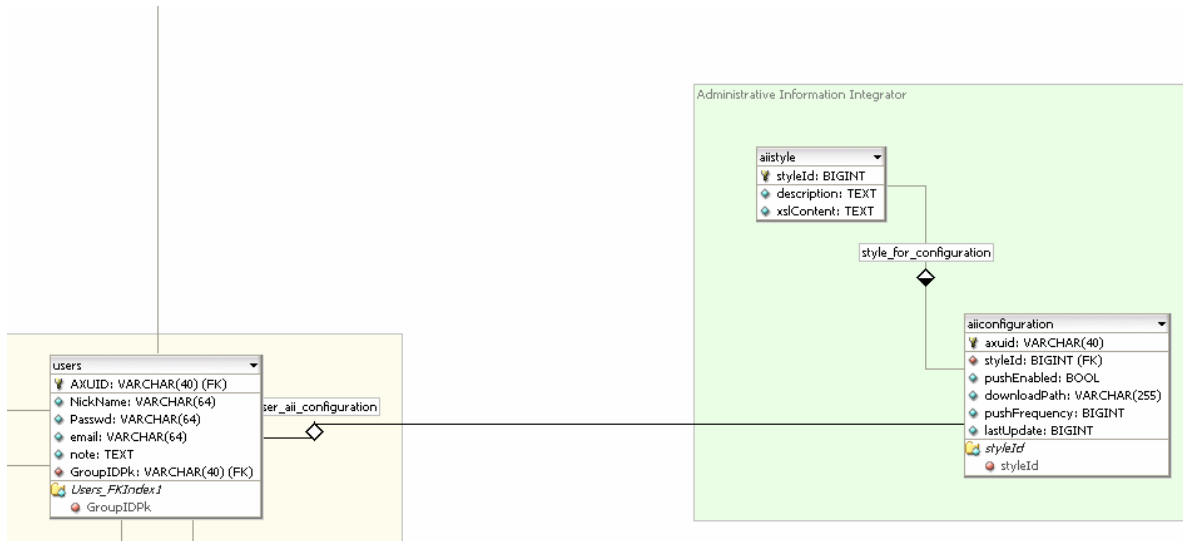 Administrative Information Integrator
aiistyle
styleId: BIGINT
description: TEXT
xslContent: TEXT
style_for_configuration
aiiconfiguration
axuid: VARCHAR(40)
styleId: BIGINT (FK)
pushEnabled: BOOL
downloadPath: VARCHAR(255)
pushFrequency: BIGINT
lastUpdate: BIGINT
styleId
styleId
users
AXUID: VARCHAR(40) (FK)
NickName: VARCHAR(64)
Passwd: VARCHAR(64)
email: VARCHAR(64)
note: TEXT
GroupIDPk: VARCHAR(40) (FK)
Users_FKIndex1
GroupIDPk
ser_aii_configuration